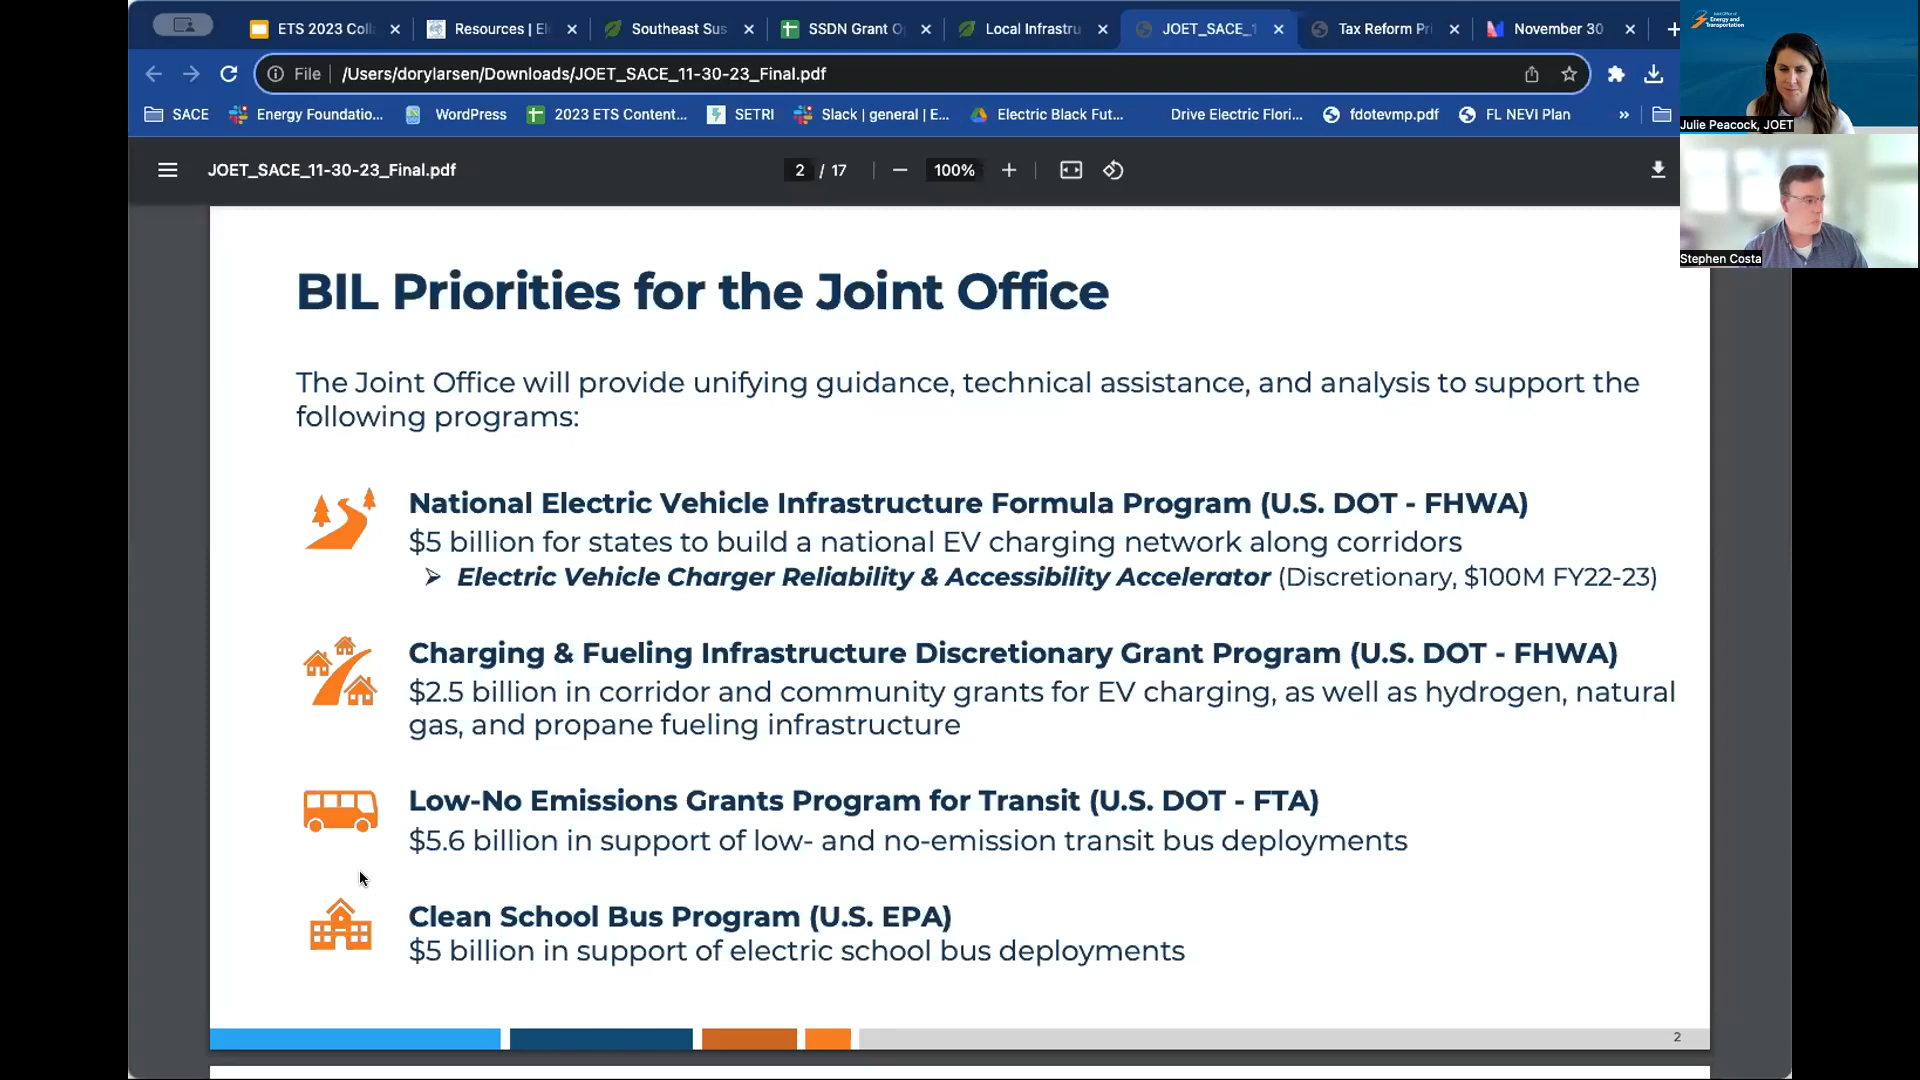 ETS 2023 Coll
Resources | El
Southeast Sus
SSDN Grant O
Local Infrastru
JOET_SACE_1
Tax Reform Pri
November 30
File
/Users/dorylarsen/Downloads/JOET_SACE_11-30-23_Final.pdf
SACE
Energy Foundatio...
WordPress
2023 ETS Content...
SETRI
Slack | general | E...
Electric Black Fut...
Drive Electric Flori...
fdotevmp.pdf
FL NEVI Plan
»
Joint Office of
Energy and
Transportation
Julie Peacock, JOET
Stephen Costa
JOET_SACE_11-30-23_Final.pdf
2 / 17
100%
BIL Priorities for the Joint Office
The Joint Office will provide unifying guidance, technical assistance, and analysis to support the
following programs:
National Electric Vehicle Infrastructure Formula Program (U.S. DOT - FHWA)
$5 billion for states to build a national EV charging network along corridors
➢ Electric Vehicle Charger Reliability & Accessibility Accelerator (Discretionary, $100M FY22-23)
Charging & Fueling Infrastructure Discretionary Grant Program (U.S. DOT - FHWA)
$2.5 billion in corridor and community grants for EV charging, as well as hydrogen, natural
gas, and propane fueling infrastructure
Low-No Emissions Grants Program for Transit (U.S. DOT - FTA)
$5.6 billion in support of low- and no-emission transit bus deployments
Clean School Bus Program (U.S. EPA)
$5 billion in support of electric school bus deployments
2